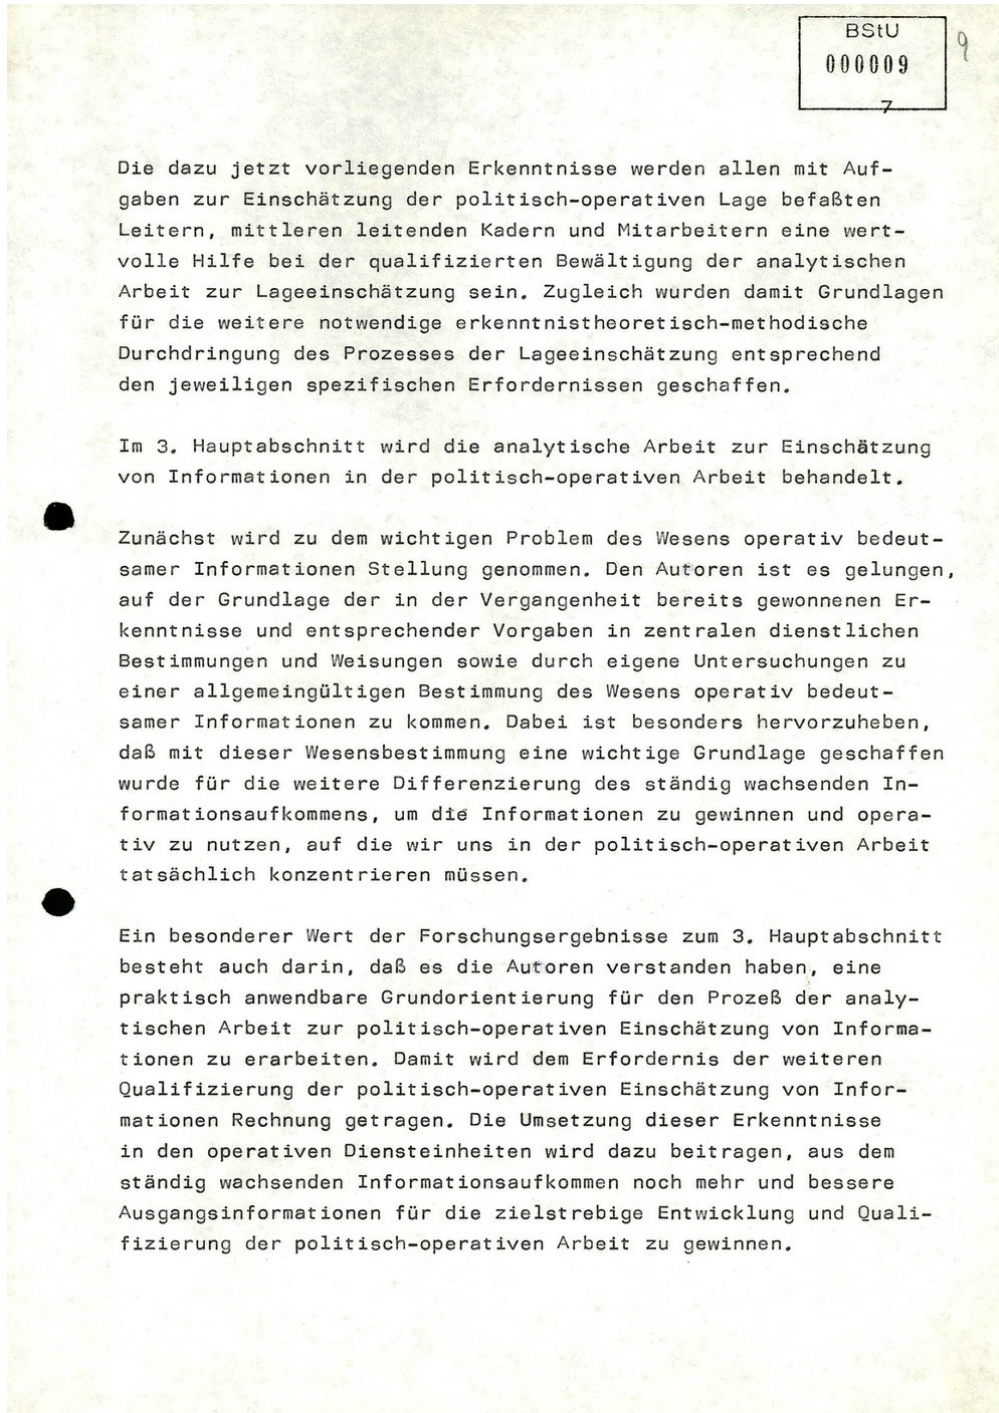 BStU
000009
9
7
Die dazu jetzt vorliegenden Erkenntnisse werden allen mit Auf-
gaben zur Einschätzung der politisch-operativen Lage befaßten
Leitern, mittleren leitenden Kadern und Mitarbeitern eine wert-
volle Hilfe bei der qualifizierten Bewältigung der analytischen
Arbeit zur Lageeinschätzung sein. Zugleich wurden damit Grundlagen
für die weitere notwendige erkenntnistheoretisch-methodische
Durchdringung des Prozesses der Lageeinschätzung entsprechend
den jeweiligen spezifischen Erfordernissen geschaffen.
Im 3. Hauptabschnitt wird die analytische Arbeit zur Einschätzung
von Informationen in der politisch-operativen Arbeit behandelt.
Zunächst wird zu dem wichtigen Problem des Wesens operativ bedeut-
samer Informationen Stellung genommen. Den Autoren ist es gelungen,
auf der Grundlage der in der Vergangenheit bereits gewonnenen Er-
kenntnisse und entsprechender Vorgaben in zentralen dienstlichen
Bestimmungen und Weisungen sowie durch eigene Untersuchungen zu
einer allgemeingültigen Bestimmung des Wesens operativ bedeut-
samer Informationen zu kommen. Dabei ist besonders hervorzuheben,
daß mit dieser Wesensbestimmung eine wichtige Grundlage geschaffen
wurde für die weitere Differenzierung des ständig wachsenden In-
formationsaufkommens, um die Informationen zu gewinnen und opera-
tiv zu nutzen, auf die wir uns in der politisch-operativen Arbeit
tatsächlich konzentrieren müssen.
Ein besonderer Wert der Forschungsergebnisse zum 3. Hauptabschnitt
besteht auch darin, daß es die Autoren verstanden haben, eine
praktisch anwendbare Grundorientierung für den Prozeß der analy-
tischen Arbeit zur politisch-operativen Einschätzung von Informa-
tionen zu erarbeiten. Damit wird dem Erfordernis der weiteren
Qualifizierung der politisch-operativen Einschätzung von Infor-
mationen Rechnung getragen. Die Umsetzung dieser Erkenntnisse
in den operativen Diensteinheiten wird dazu beitragen, aus dem
ständig wachsenden Informationsaufkommen noch mehr und bessere
Ausgangsinformationen für die zielstrebige Entwicklung und Quali-
fizierung der politisch-operativen Arbeit zu gewinnen.